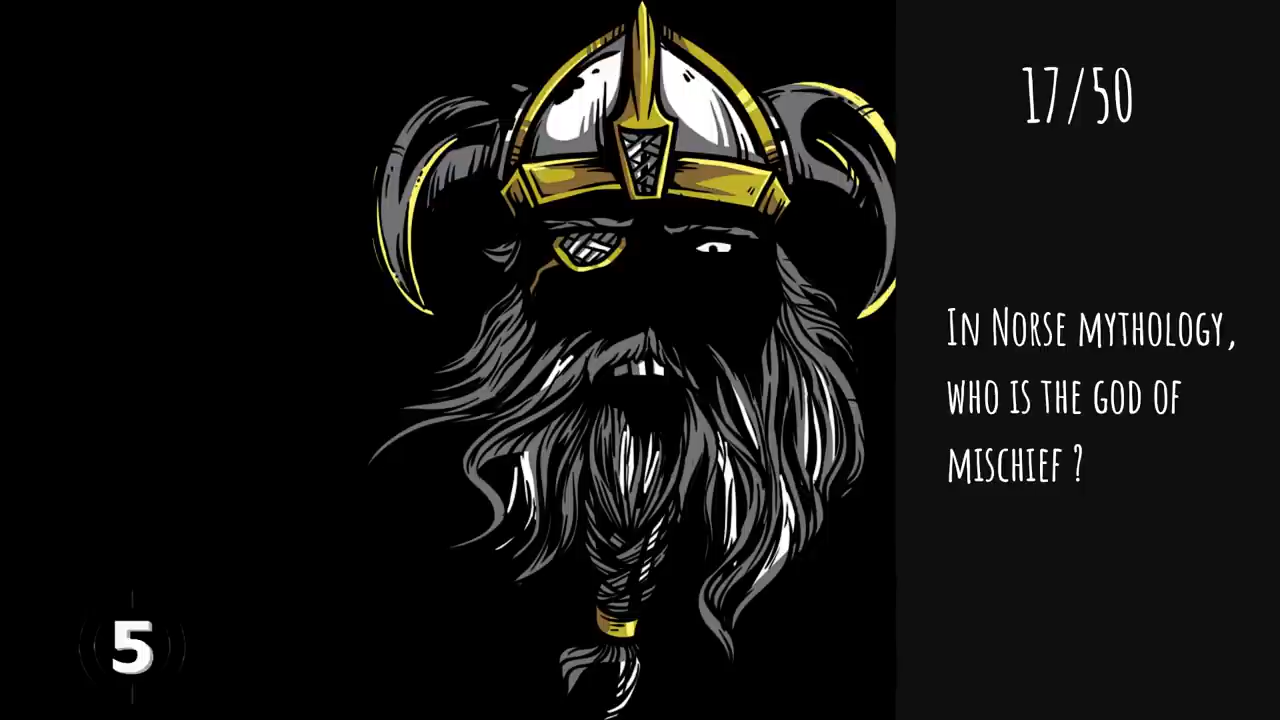 17/50
In Norse mythology,
who is the god of
mischief ?
5